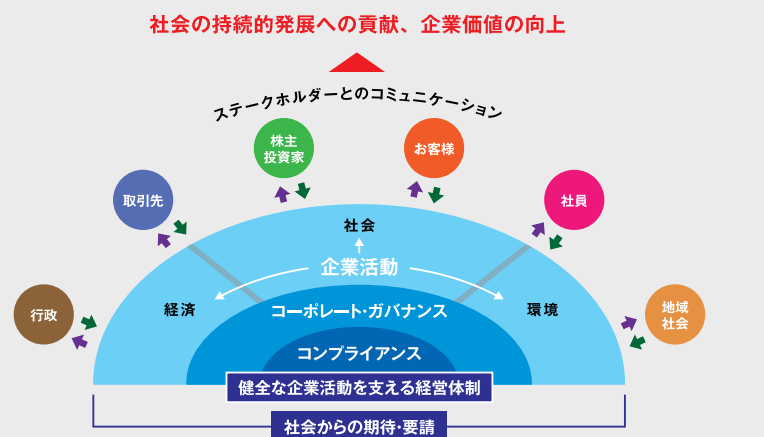 社会の持続的発展への貢献、企業価値の向上
ステークホルダーとのコミュニケーション
株主
投資家
お客様
取引先
社員
行政
地域
社会
社会
企業活動
経済
環境
コーポレート・ガバナンス
コンプライアンス
健全な企業活動を支える経営体制
社会からの期待・要請